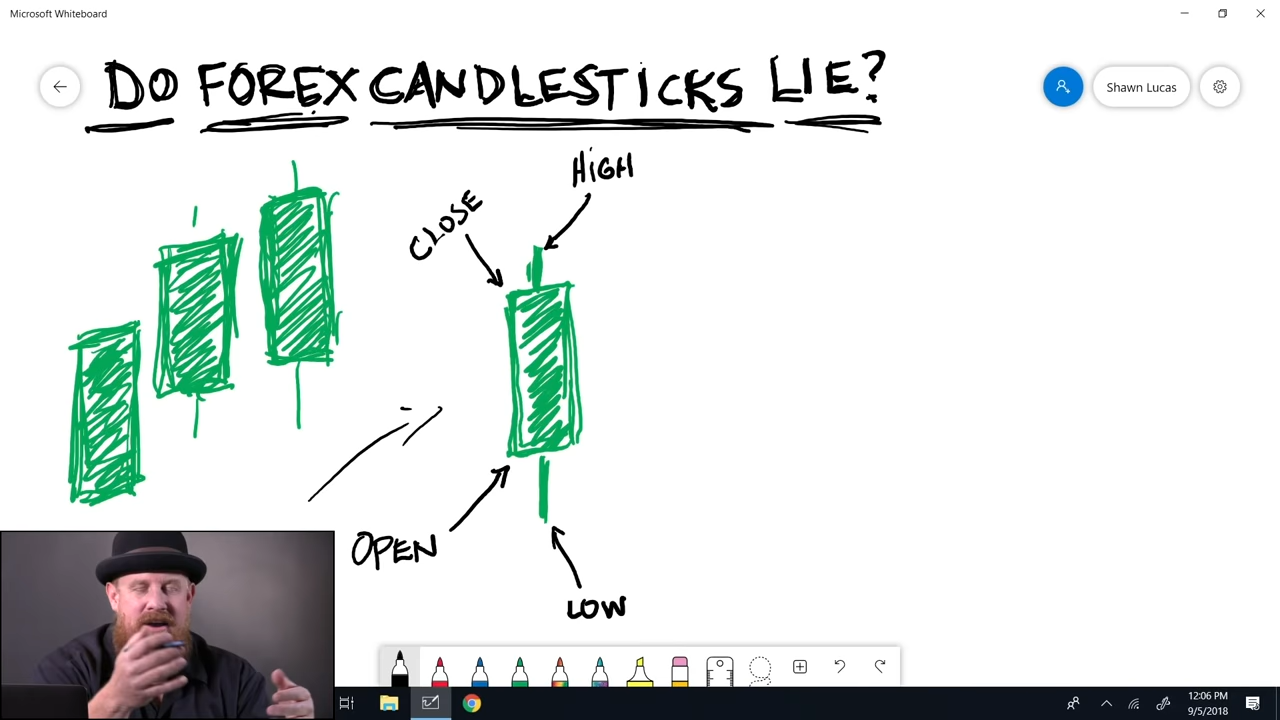 Microsoft Whiteboard
DO FOREX CANDLESTICKS LIE?
Shawn Lucas
HIGH
CLOSE
OPEN
LOW
12:06 PM
9/5/2018